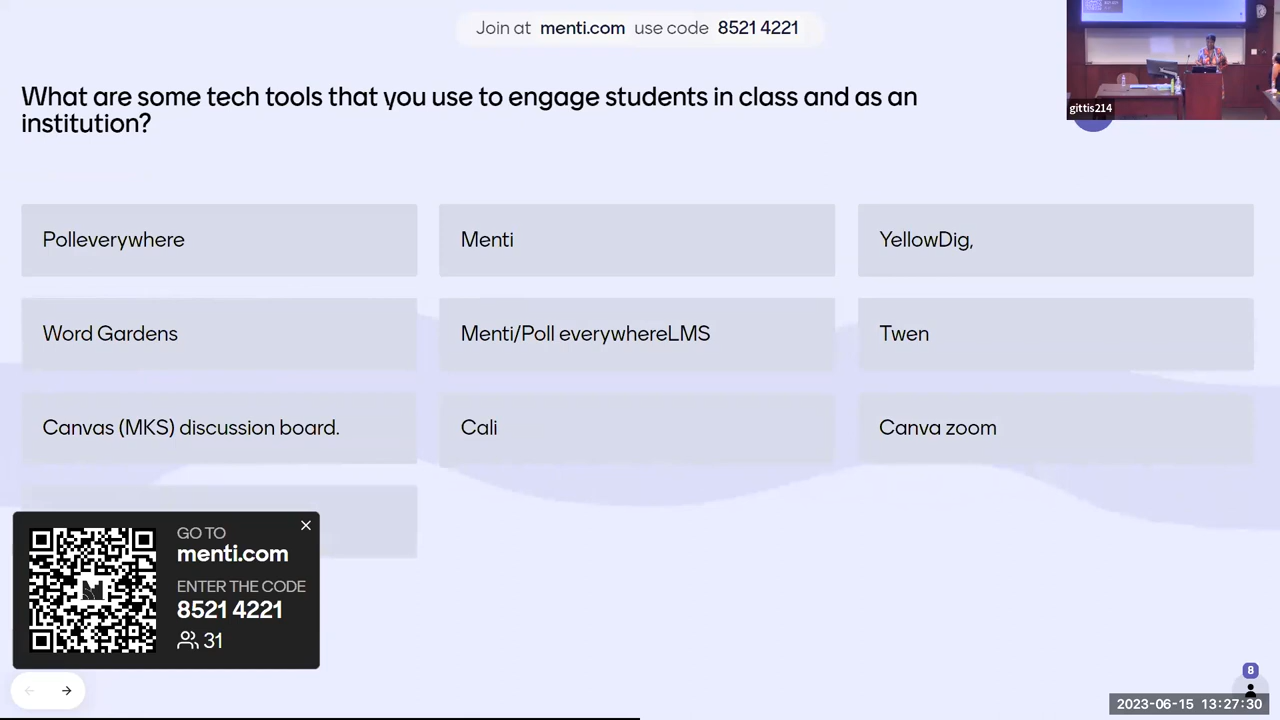 Join at menti.com use code 8521 4221
What are some tech tools that you use to engage students in class and as an
institution?
gittis214
Polleverywhere
Menti
YellowDig,
Word Gardens
Menti/Poll everywhereLMS
Twen
Canvas (MKS) discussion board.
Cali
Canva zoom
GO TO
menti.com
ENTER THE CODE
8521 4221
31
8
2023-06-15 13:27:30